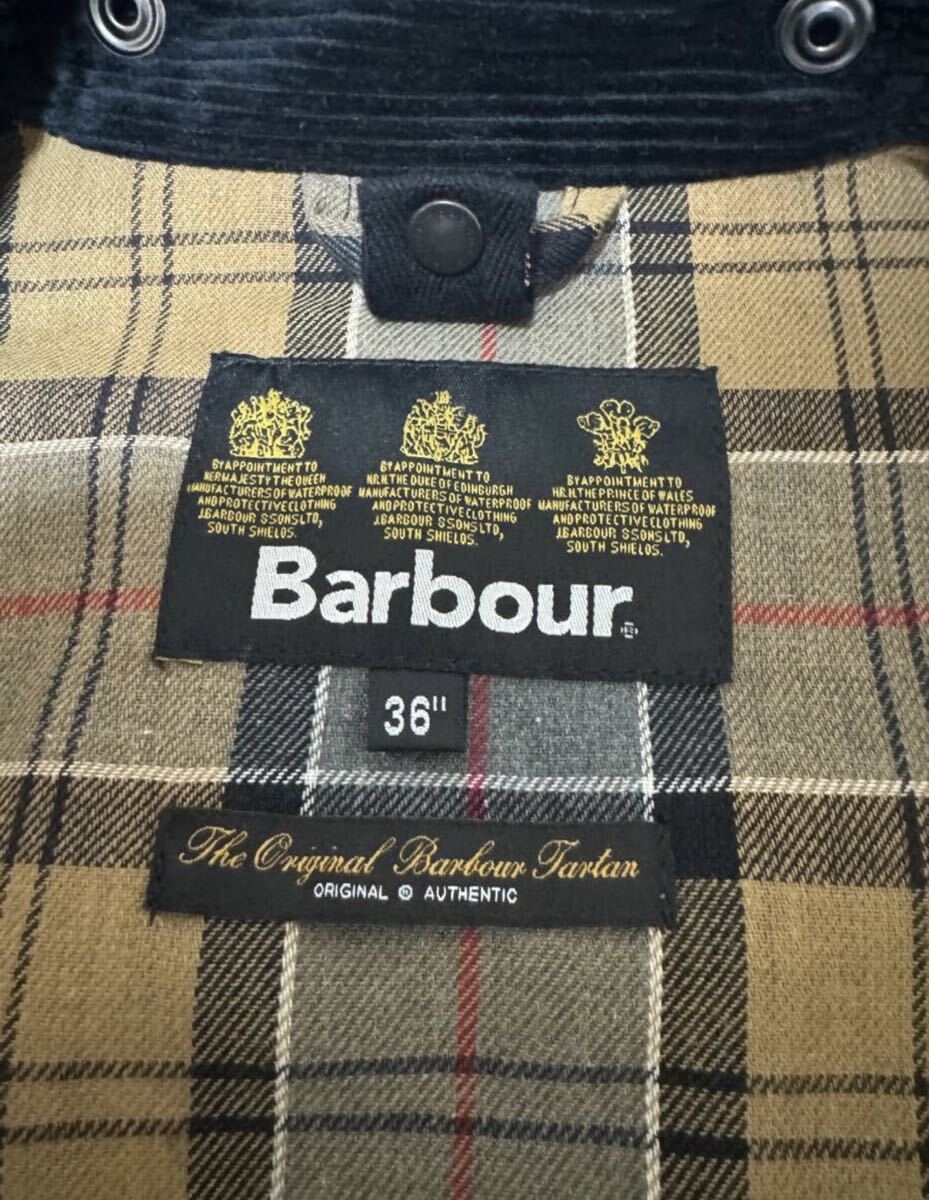 BY APPOINTMENT TO
HER MAJESTY THE QUEEN
MANUFACTURERS OF WATERPROOF
AND PROTECTIVE CLOTHING
J.BARBOUR & SONS LTD,
SOUTH SHIELDS.
BY APPOINTMENT TO
H.R.H. THE DUKE OF EDINBURGH
MANUFACTURERS OF WATERPROOF
AND PROTECTIVE CLOTHING
J.BARBOUR & SONS LTD,
SOUTH SHIELDS.
BY APPOINTMENT TO
H.R.H. THE PRINCE OF WALES
MANUFACTURERS OF WATERPROOF
AND PROTECTIVE CLOTHING
J.BARBOUR & SONS LTD,
SOUTH SHIELDS.
Barbour®
36"
The Original Barbour Tartan
ORIGINAL ® AUTHENTIC